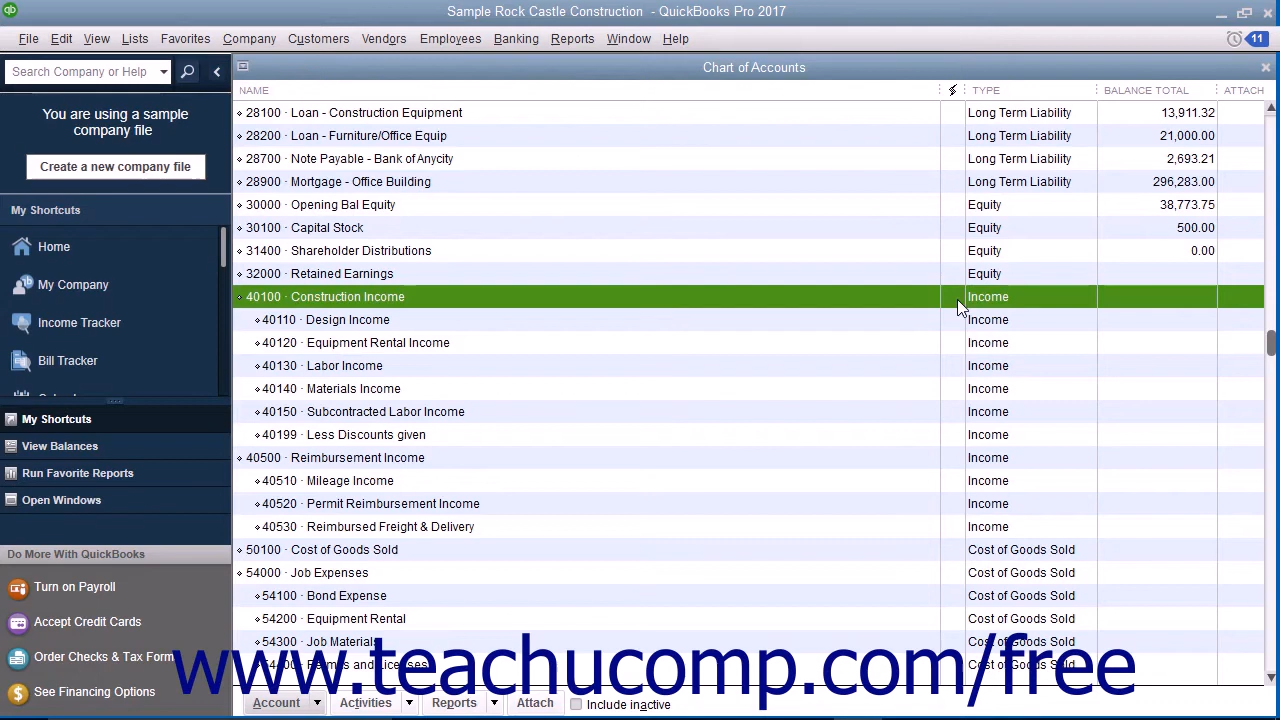 qb
Sample Rock Castle Construction - QuickBooks Pro 2017
File Edit View Lists Favorites Company Customers Vendors Employees Banking Reports Window Help
11
Search Company or Help
You are using a sample
company file
Create a new company file
My Shortcuts
Home
My Company
Income Tracker
Bill Tracker
My Shortcuts
View Balances
Run Favorite Reports
Open Windows
Do More With QuickBooks
Turn on Payroll
Accept Credit Cards
Order Checks & Tax Form
See Financing Options
Chart of Accounts
NAME TYPE BALANCE TOTAL ATTACH
28100 · Loan - Construction Equipment Long Term Liability 13,911.32
28200 · Loan - Furniture/Office Equip Long Term Liability 21,000.00
28700 · Note Payable - Bank of Anycity Long Term Liability 2,693.21
28900 · Mortgage - Office Building Long Term Liability 296,283.00
30000 · Opening Bal Equity Equity 38,773.75
30100 · Capital Stock Equity 500.00
31400 · Shareholder Distributions Equity 0.00
32000 · Retained Earnings Equity
40100 · Construction Income Income
40110 · Design Income Income
40120 · Equipment Rental Income Income
40130 · Labor Income Income
40140 · Materials Income Income
40150 · Subcontracted Labor Income Income
40199 · Less Discounts given Income
40500 · Reimbursement Income Income
40510 · Mileage Income Income
40520 · Permit Reimbursement Income Income
40530 · Reimbursed Freight & Delivery Income
50100 · Cost of Goods Sold Cost of Goods Sold
54000 · Job Expenses Cost of Goods Sold
54100 · Bond Expense Cost of Goods Sold
54200 · Equipment Rental Cost of Goods Sold
54300 · Job Materials Cost of Goods Sold
www.teachucomp.com/free
Account Activities Reports Attach Include inactive